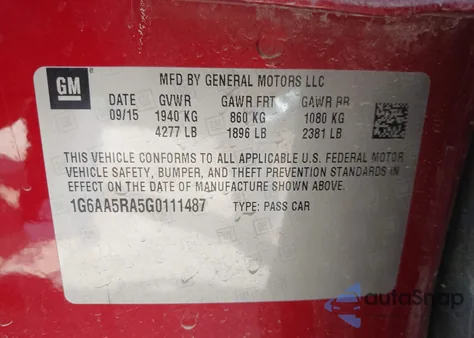 GM
MFD BY GENERAL MOTORS LLC
DATE GVWR GAWR FRT GAWR RR
09/15 1940 KG 860 KG 1080 KG
4277 LB 1896 LB 2381 LB
THIS VEHICLE CONFORMS TO ALL APPLICABLE U.S. FEDERAL MOTOR
VEHICLE SAFETY, BUMPER, AND THEFT PREVENTION STANDARDS IN
EFFECT ON THE DATE OF MANUFACTURE SHOWN ABOVE.
1G6AA5RA5G0111487 TYPE: PASS CAR
autoSnap